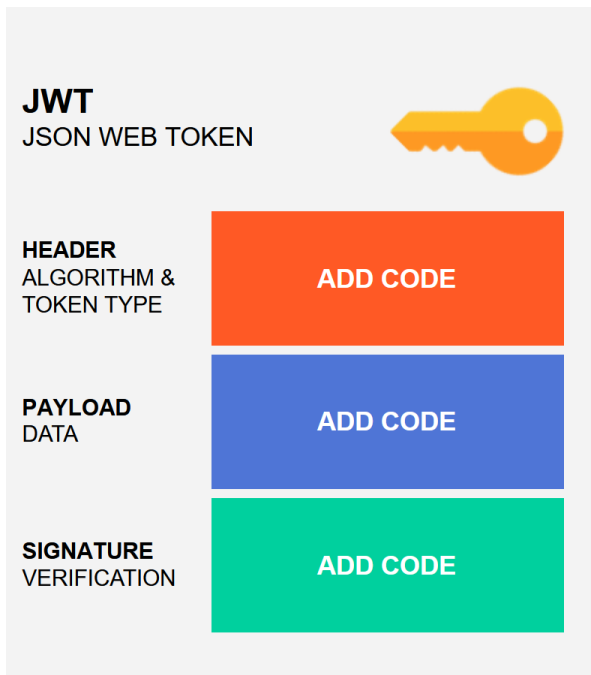 JWT
JSON WEB TOKEN
HEADER
ALGORITHM &
TOKEN TYPE
ADD CODE
PAYLOAD
DATA
ADD CODE
SIGNATURE
VERIFICATION
ADD CODE